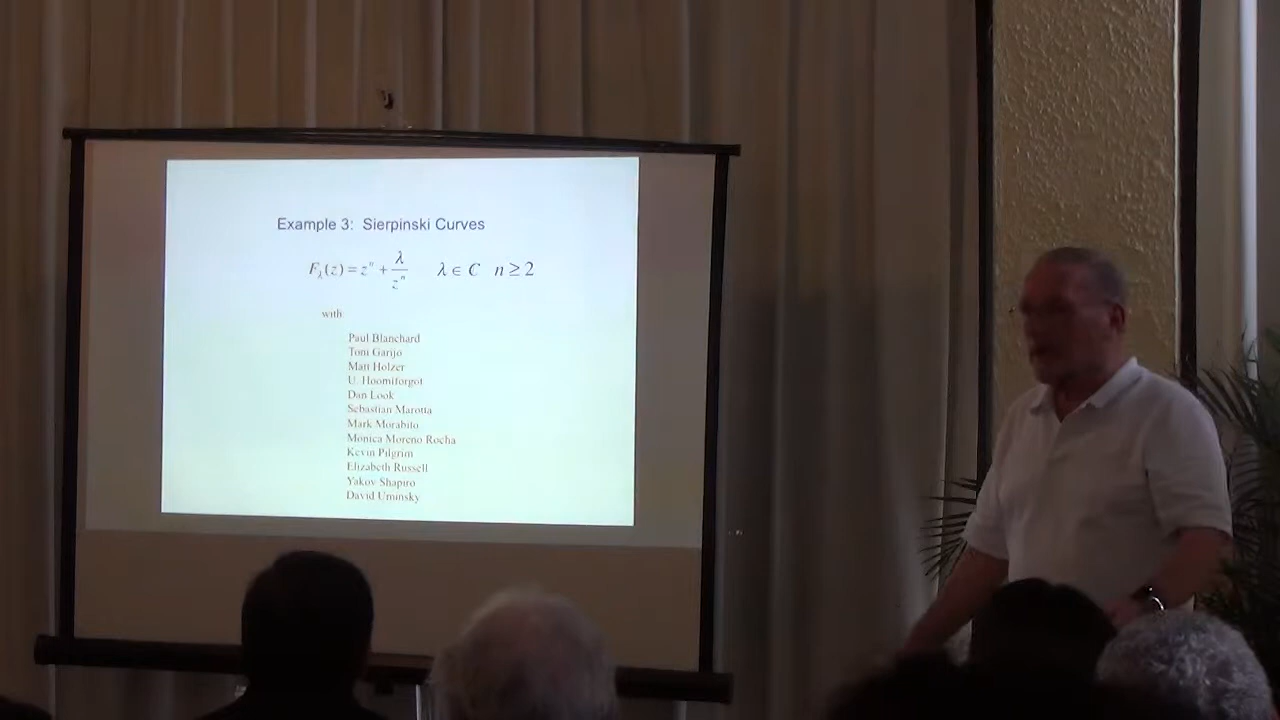 Example 3: Sierpinski Curves
F_λ(z) = z^n + λ/z^n   λ ∈ C   n ≥ 2
with
Paul Blanchard
Toni Garijo
Matt Holzer
U. Hoomiforgot
Dan Look
Sebastian Marotta
Mark Morabito
Monica Moreno Rocha
Kevin Pilgrim
Elizabeth Russell
Yakov Shapiro
David Uminsky